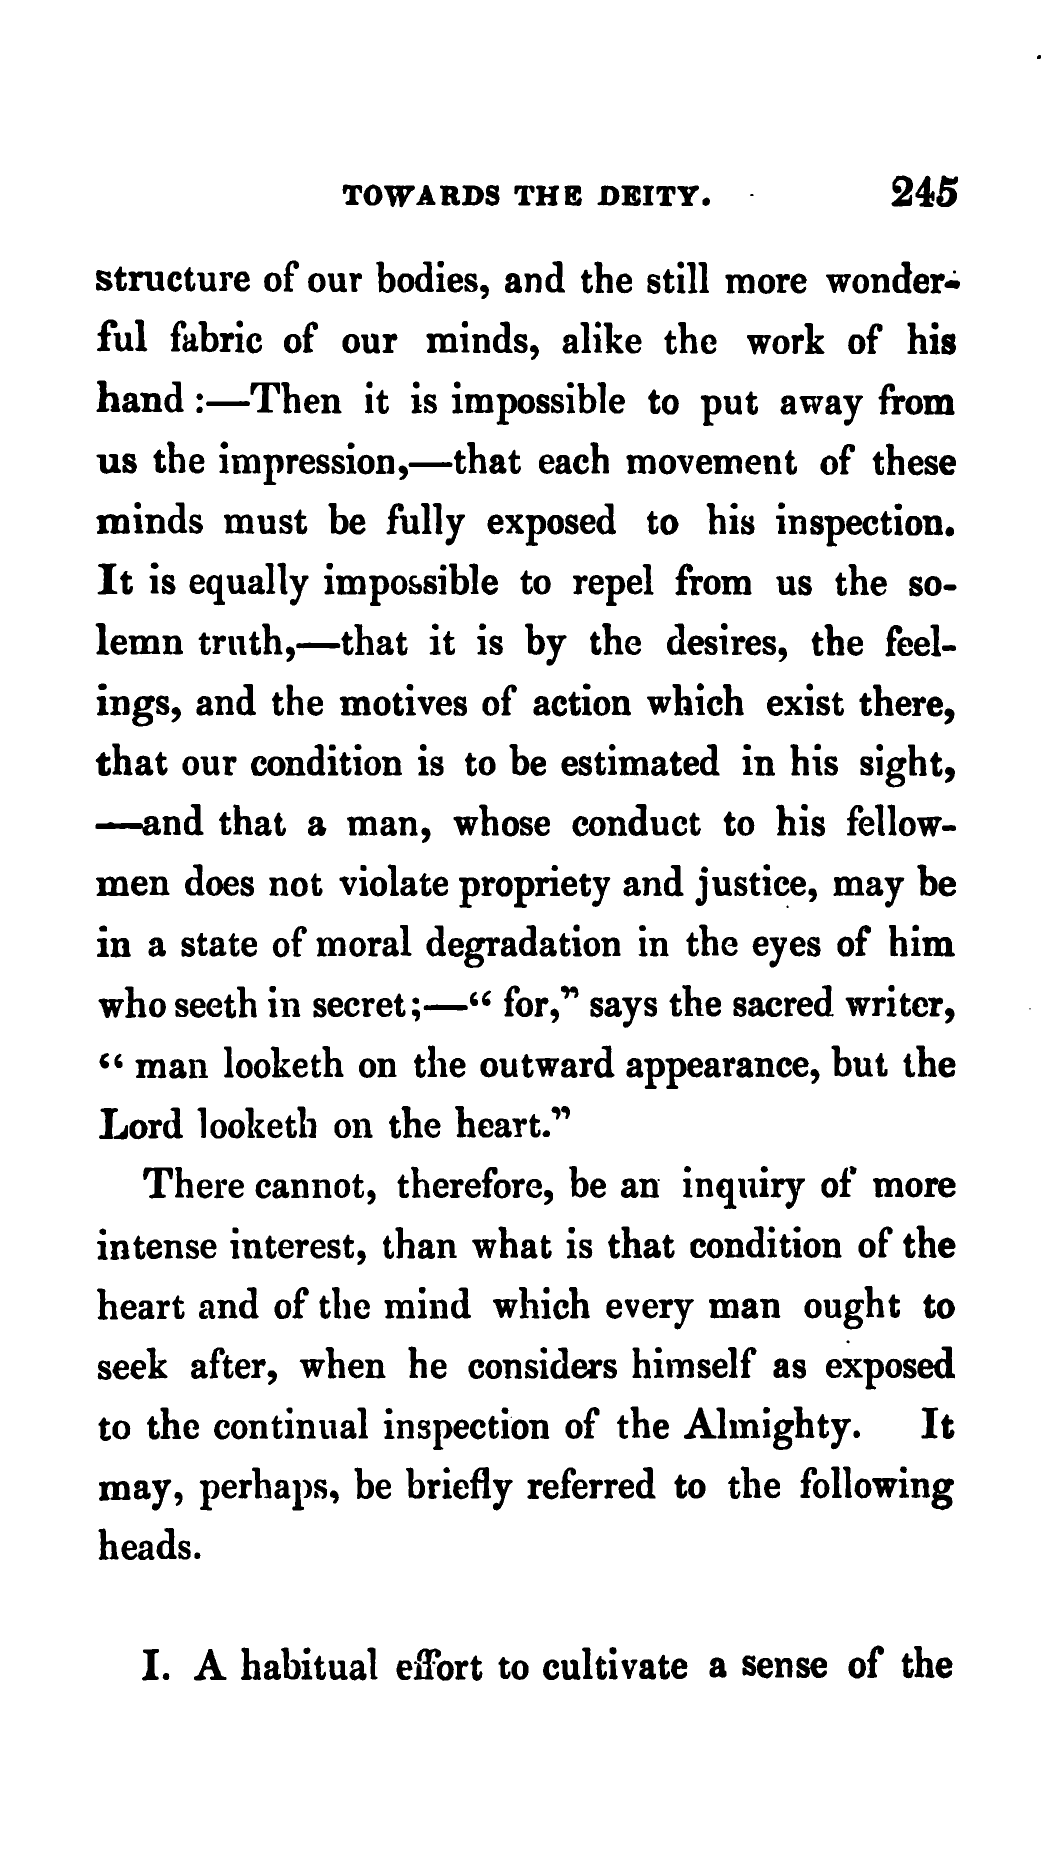 TOWARDS THE DEITY. 245
structure of our bodies, and the still more wonder-
ful fabric of our minds, alike the work of his
hand :—Then it is impossible to put away from
us the impression,—that each movement of these
minds must be fully exposed to his inspection.
It is equally impossible to repel from us the so-
lemn truth,—that it is by the desires, the feel-
ings, and the motives of action which exist there,
that our condition is to be estimated in his sight,
—and that a man, whose conduct to his fellow-
men does not violate propriety and justice, may be
in a state of moral degradation in the eyes of him
who seeth in secret;—“ for,” says the sacred writer,
“ man looketh on the outward appearance, but the
Lord looketh on the heart.”
There cannot, therefore, be an inquiry of more
intense interest, than what is that condition of the
heart and of the mind which every man ought to
seek after, when he considers himself as exposed
to the continual inspection of the Almighty. It
may, perhaps, be briefly referred to the following
heads.
I. A habitual effort to cultivate a sense of the